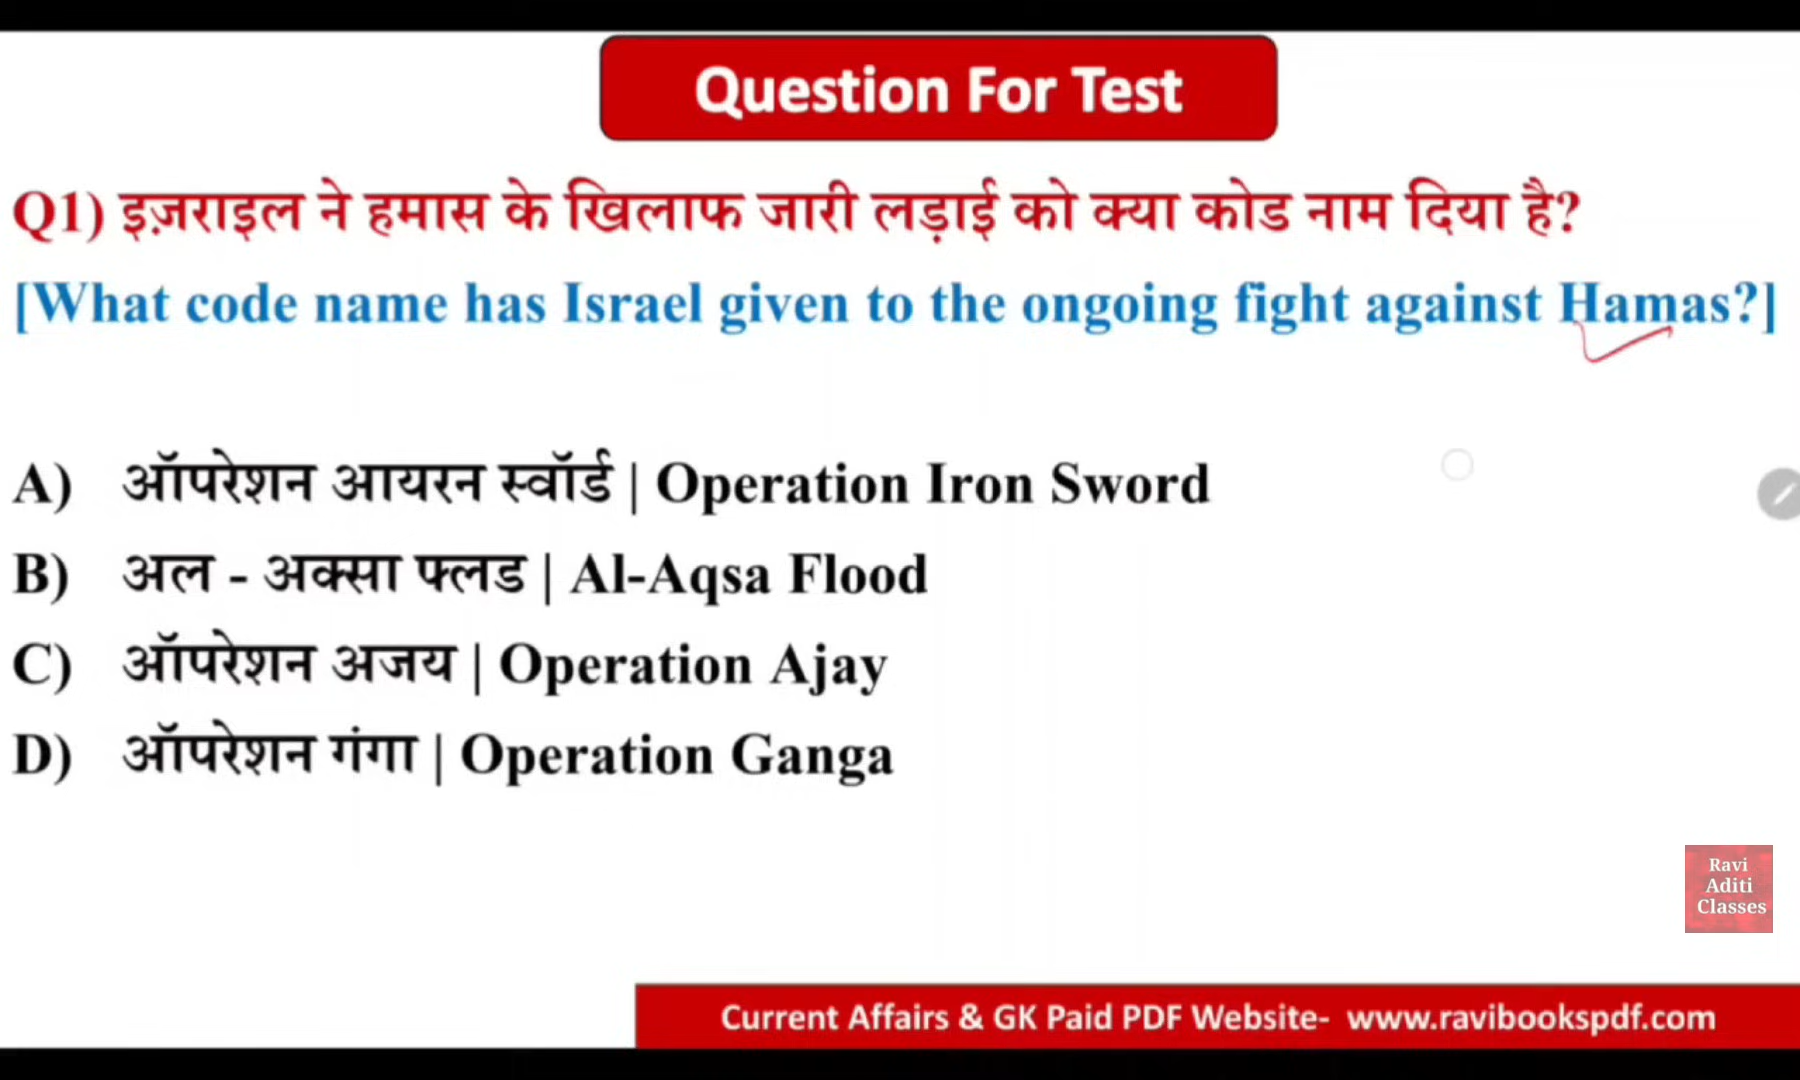 Question For Test
Q1) इज़राइल ने हमास के खिलाफ जारी लड़ाई को क्या कोड नाम दिया है?
[What code name has Israel given to the ongoing fight against Hamas?]
A) ऑपरेशन आयरन स्वॉर्ड | Operation Iron Sword
B) अल - अक्सा फ्लड | Al-Aqsa Flood
C) ऑपरेशन अजय | Operation Ajay
D) ऑपरेशन गंगा | Operation Ganga
Ravi
Aditi
Classes
Current Affairs & GK Paid PDF Website- www.ravibookspdf.com